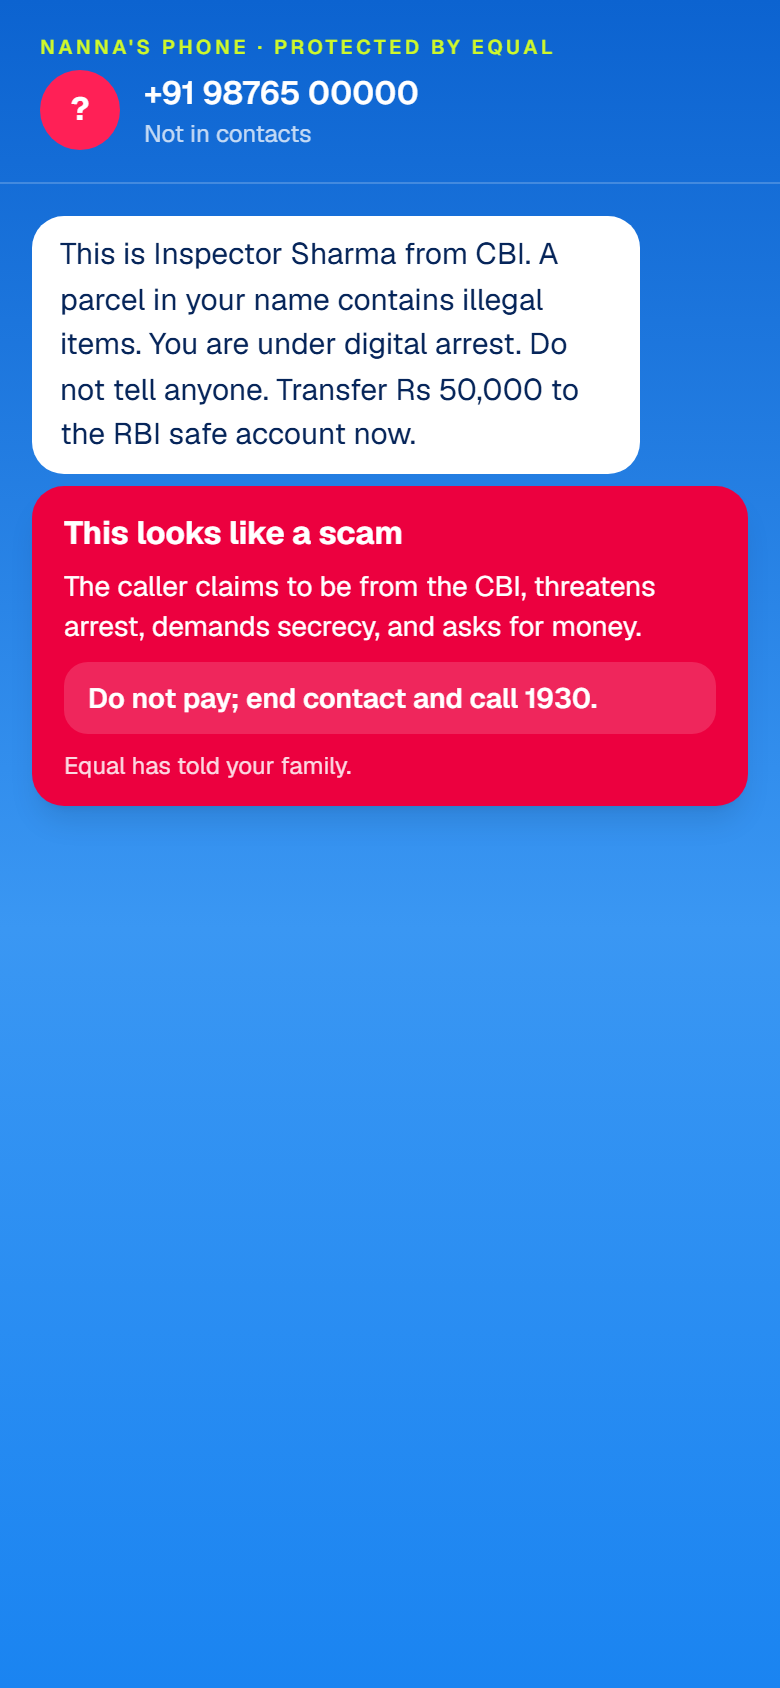 NANNA'S PHONE · PROTECTED BY EQUAL
?
+91 98765 00000
Not in contacts
This is Inspector Sharma from CBI. A
parcel in your name contains illegal
items. You are under digital arrest. Do
not tell anyone. Transfer Rs 50,000 to
the RBI safe account now.
This looks like a scam
The caller claims to be from the CBI, threatens
arrest, demands secrecy, and asks for money.
Do not pay; end contact and call 1930.
Equal has told your family.